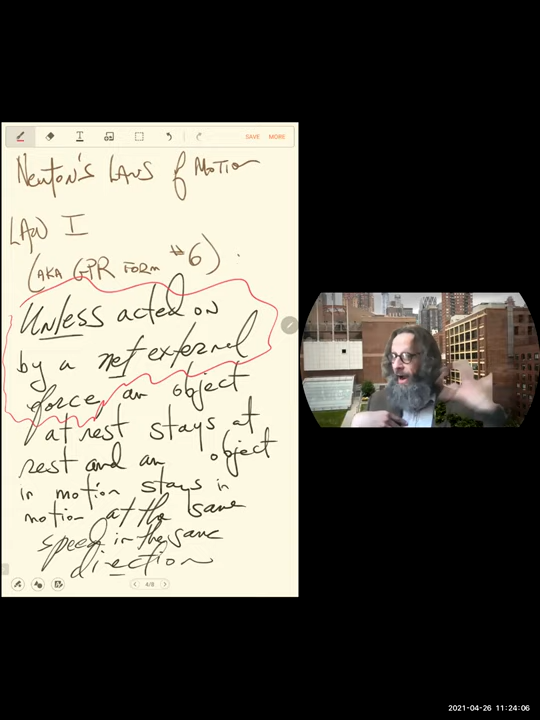 SAVE MORE
Newton's Laws of Motion
LAW I
(AKA GPR FORM #6).
Unless acted on
by a net external
force, an object
at rest stays at
rest and an object
in motion stays in
motion at the same
speed in the same
direction
4/8
2021-04-26 11:24:06